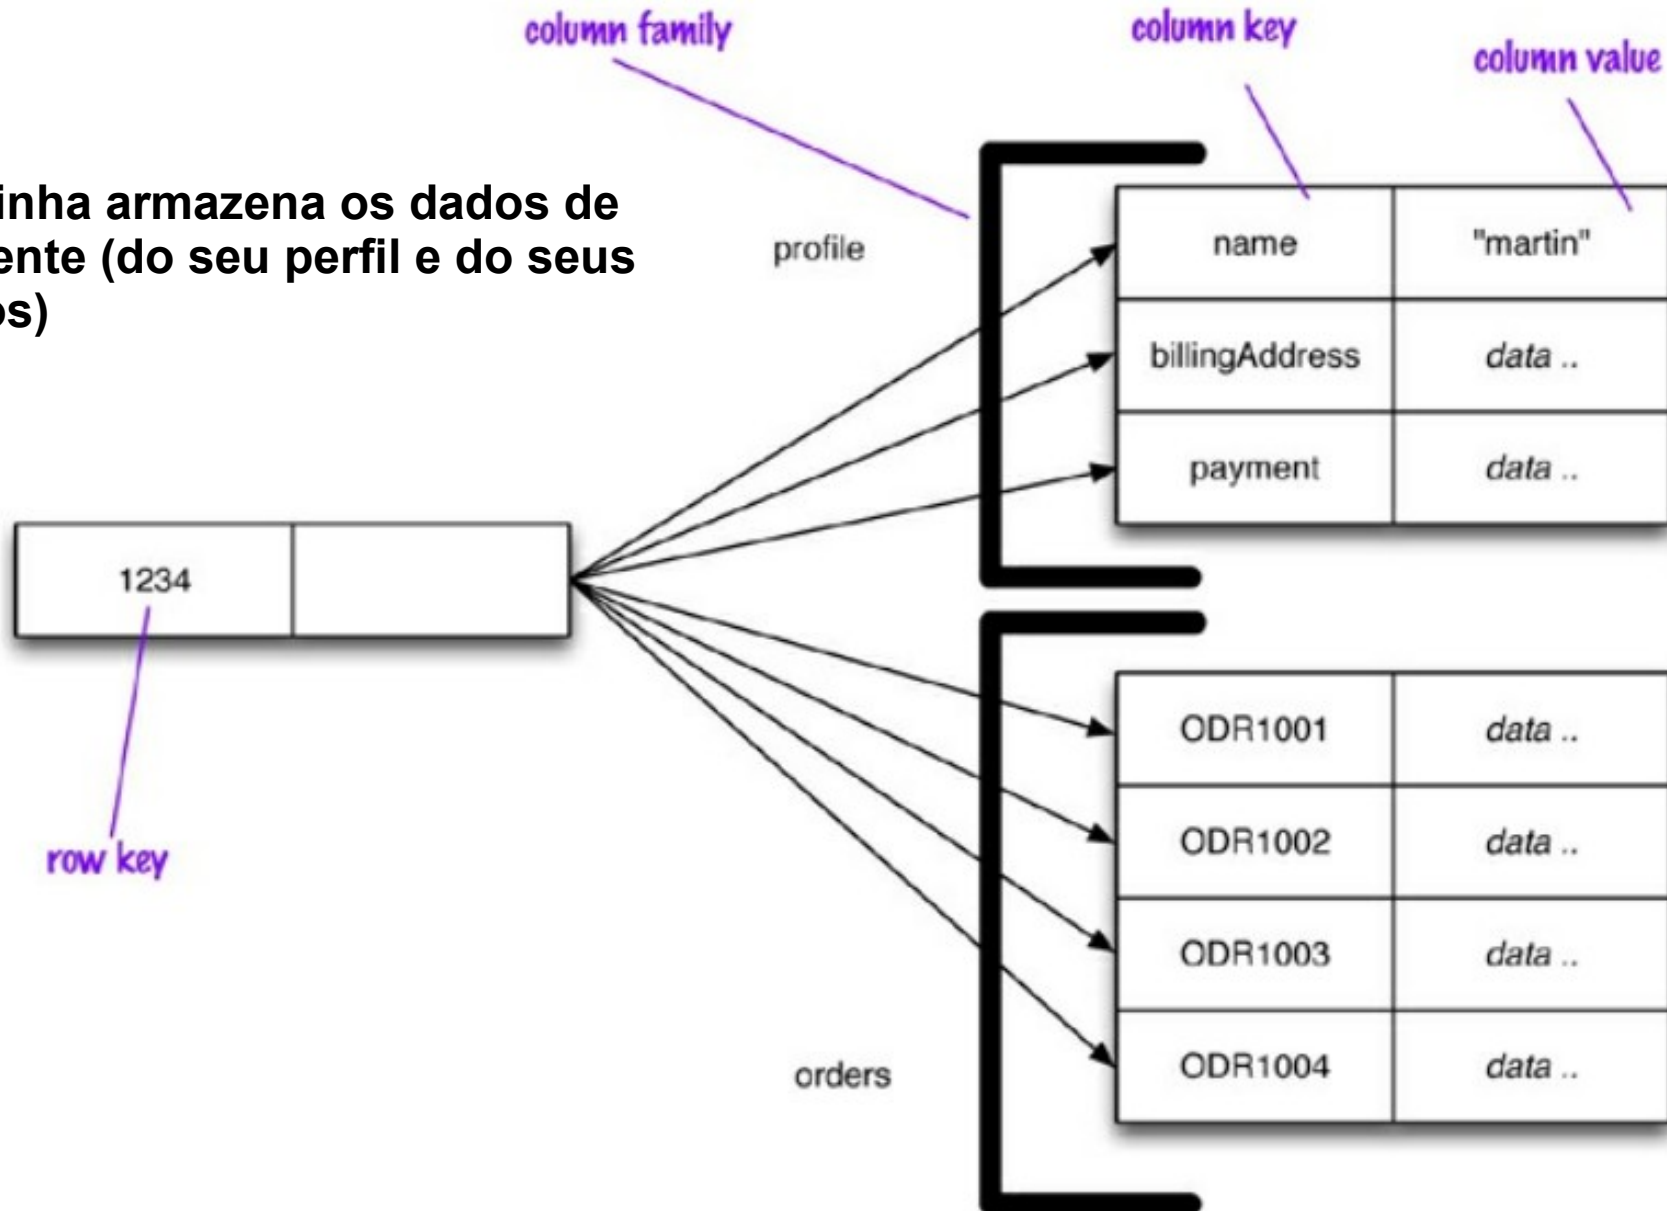 column family
column key
column value
inha armazena os dados de
ente (do seu perfil e do seus
os)
profile
name
"martin"
billingAddress
data ..
payment
data ..
1234
row key
orders
ODR1001
data ..
ODR1002
data ..
ODR1003
data ..
ODR1004
data ..